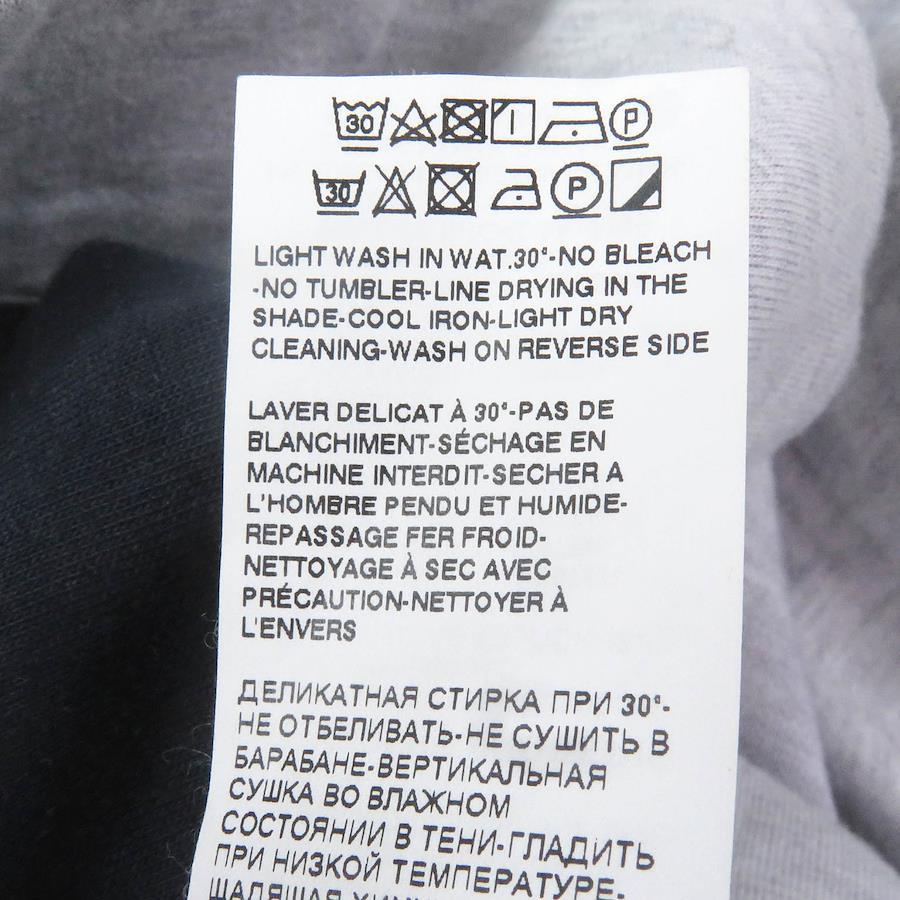 30 P
30 P
LIGHT WASH IN WAT.30°-NO BLEACH
-NO TUMBLER-LINE DRYING IN THE
SHADE-COOL IRON-LIGHT DRY
CLEANING-WASH ON REVERSE SIDE
LAVER DELICAT À 30°-PAS DE
BLANCHIMENT-SÉCHAGE EN
MACHINE INTERDIT-SECHER A
L'HOMBRE PENDU ET HUMIDE-
REPASSAGE FER FROID-
NETTOYAGE À SEC AVEC
PRÉCAUTION-NETTOYER À
L'ENVERS
ДЕЛИКАТНАЯ СТИРКА ПРИ 30°-
НЕ ОТБЕЛИВАТЬ-НЕ СУШИТЬ В
БАРАБАНЕ-ВЕРТИКАЛЬНАЯ
СУШКА ВО ВЛАЖНОМ
СОСТОЯНИИ В ТЕНИ-ГЛАДИТЬ
ПРИ НИЗКОЙ ТЕМПЕРАТУРЕ-
ЩАДЯЩАЯ